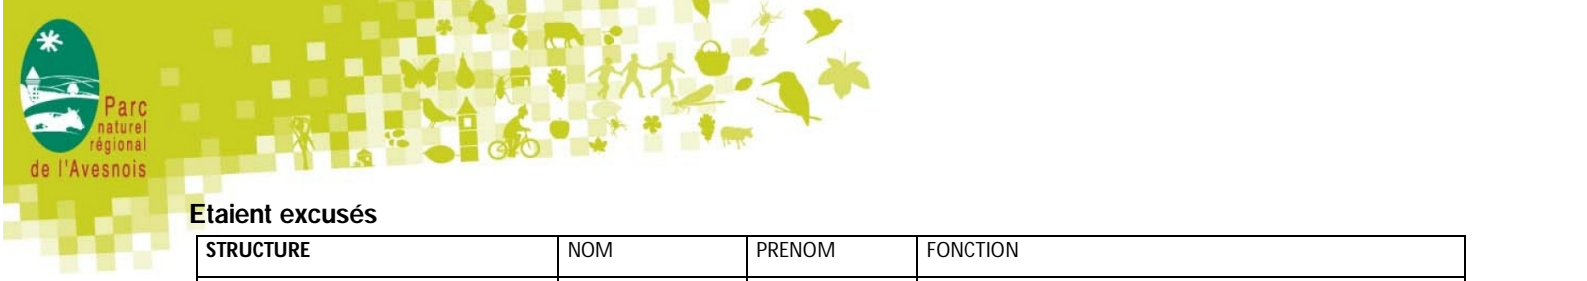 Parc
naturel
régional
de l'Avesnois
Etaient excusés
STRUCTURE NOM PRENOM FONCTION